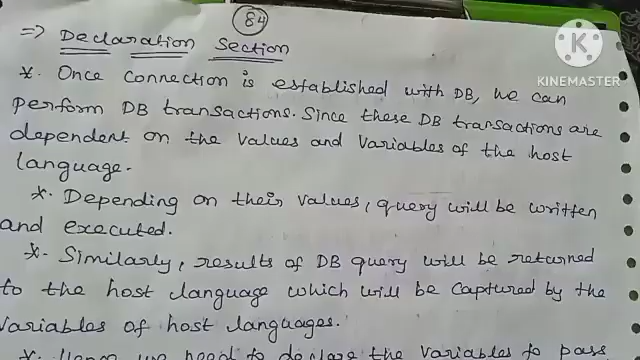 84
⇒ Declaration Section
KINEMASTER
*. Once Connection is established with DB, we can
perform DB transactions. Since these DB transactions are
dependent on the values and variables of the host
language.
*. Depending on their values, query will be written
and executed.
*. Similarly, results of DB query will be returned
to the host language which will be captured by the
variables of host languages.
*. Hence we need to declare the variables to pass